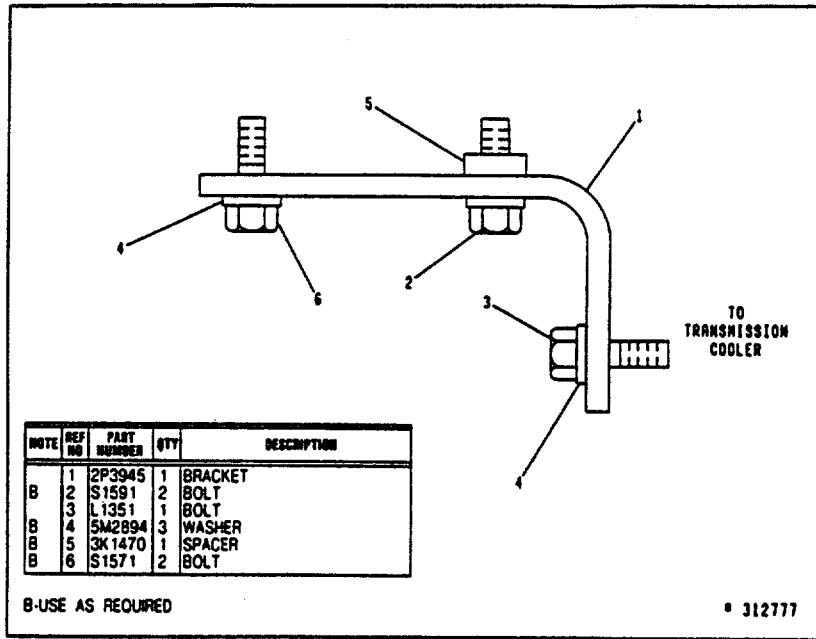 5
1
4
6
2
3
TO
TRANSMISSION
COOLER
4
NOTE REF NO PART NUMBER QTY DESCRIPTION
1 2P3945 1 BRACKET
B 2 S1591 2 BOLT
3 L1351 1 BOLT
B 4 5M2894 3 WASHER
B 5 3K1470 1 SPACER
B 6 S1571 2 BOLT
B-USE AS REQUIRED
312777